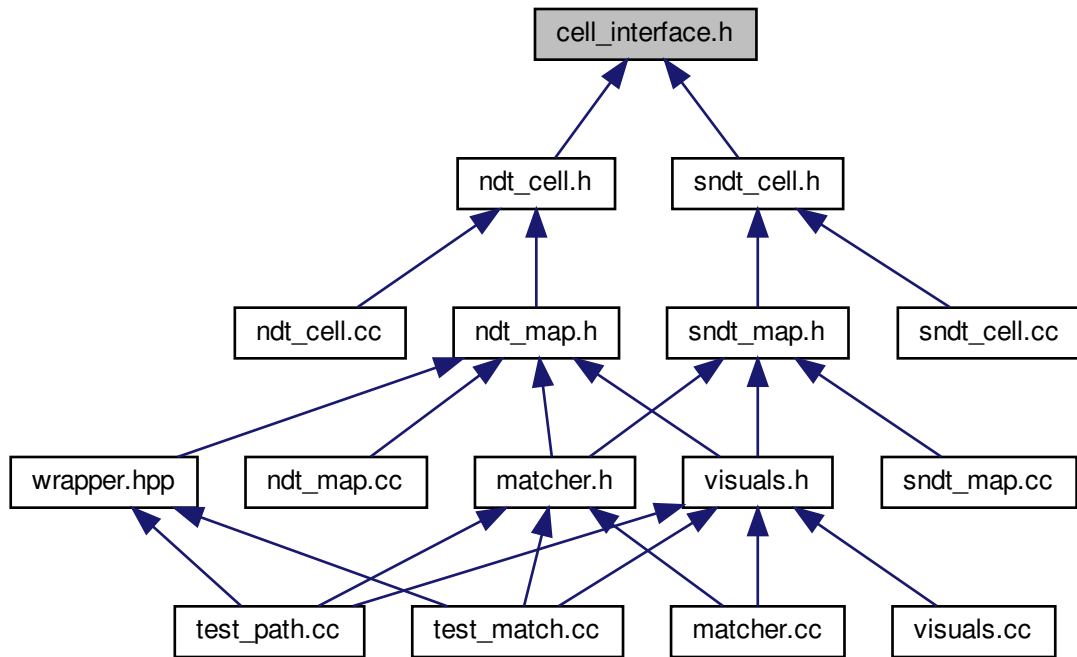 cell_interface.h
ndt_cell.h
sndt_cell.h
ndt_cell.cc
ndt_map.h
sndt_map.h
sndt_cell.cc
wrapper.hpp
ndt_map.cc
matcher.h
visuals.h
sndt_map.cc
test_path.cc
test_match.cc
matcher.cc
visuals.cc